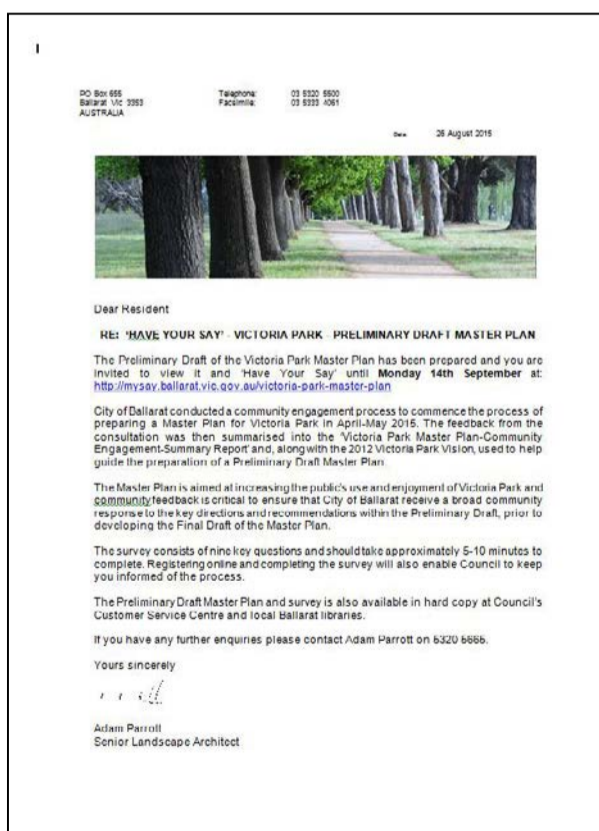 PO Box 655
Ballarat Vic 3353
AUSTRALIA
Telephone: 03 5320 5500
Facsimile: 03 5333 4061
Date: 26 August 2015
Dear Resident
RE: 'HAVE YOUR SAY' - VICTORIA PARK - PRELIMINARY DRAFT MASTER PLAN
The Preliminary Draft of the Victoria Park Master Plan has been prepared and you are
invited to view it and 'Have Your Say' until Monday 14th September at:
http://mysay.ballarat.vic.gov.au/victoria-park-master-plan
City of Ballarat conducted a community engagement process to commence the process of
preparing a Master Plan for Victoria Park in April-May 2015. The feedback from the
consultation was then summarised into the 'Victoria Park Master Plan-Community
Engagement-Summary Report' and, along with the 2012 Victoria Park Vision, used to help
guide the preparation of a Preliminary Draft Master Plan.
The Master Plan is aimed at increasing the public's use and enjoyment of Victoria Park and
community feedback is critical to ensure that City of Ballarat receive a broad community
response to the key directions and recommendations within the Preliminary Draft, prior to
developing the Final Draft of the Master Plan.
The survey consists of nine key questions and should take approximately 5-10 minutes to
complete. Registering online and completing the survey will also enable Council to keep
you informed of the process.
The Preliminary Draft Master Plan and survey is also available in hard copy at Council's
Customer Service Centre and local Ballarat libraries.
If you have any further enquiries please contact Adam Parrott on 5320
Yours sincerely
Adam Parrott
Senior Landscape Architect